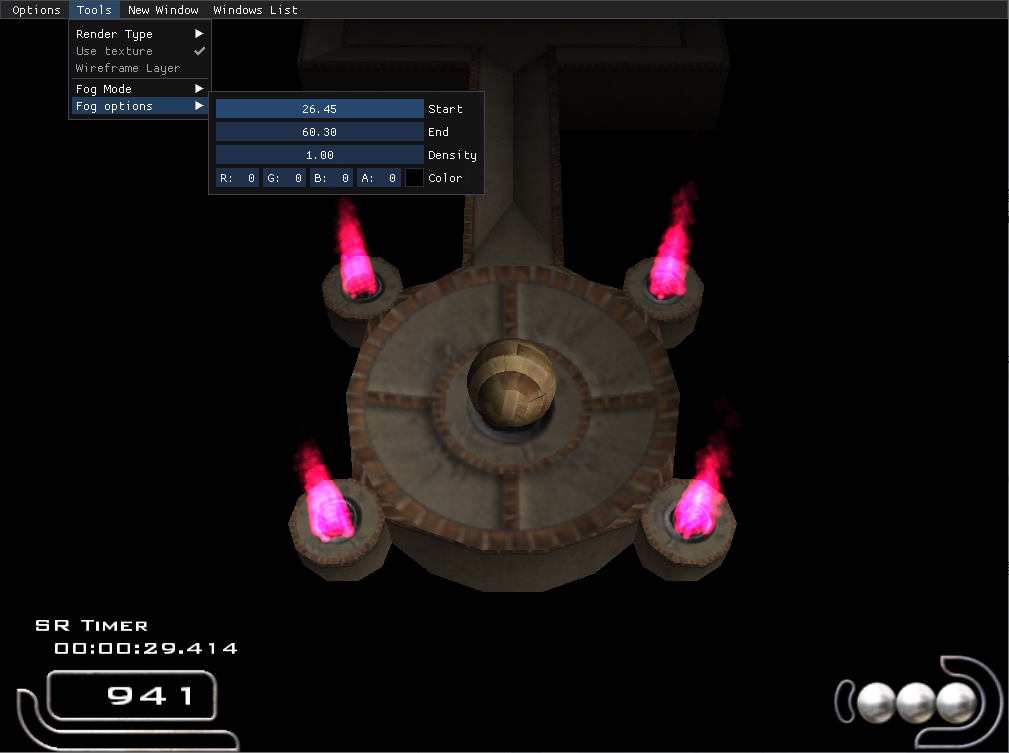 Options Tools New Window Windows List
Render Type
Use texture
Wireframe Layer
Fog Mode
Fog options
26.45 Start
60.30 End
1.00 Density
R: 0 G: 0 B: 0 A: 0 Color
SR Timer
00:00:29.414
941